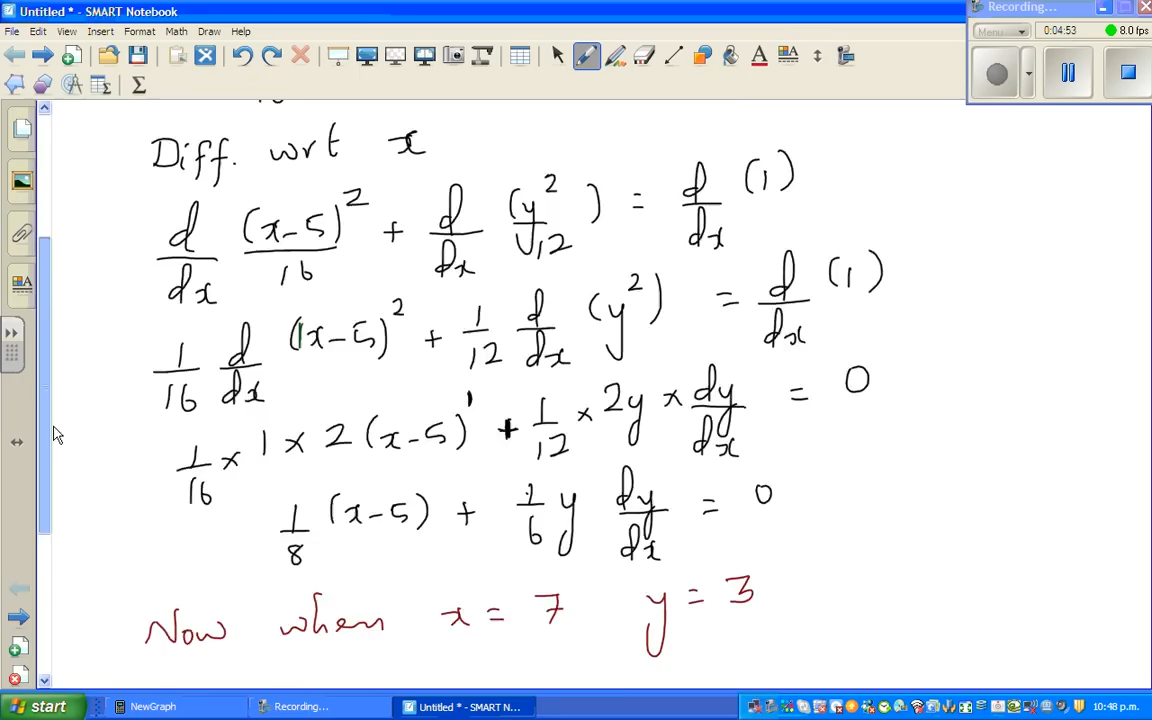 Untitled * - SMART Notebook
Recording...
File Edit View Insert Format Math Draw Help
Menu
0:04:53
8.0 fps
Diff. wrt x
d/dx (x-5)²/16 + d/dx (y²/12) = d/dx (1)
1/16 d/dx (x-5)² + 1/12 d/dx (y²) = d/dx (1)
1/16 × 1 × 2(x-5)¹ + 1/12 × 2y × dy/dx = 0
1/8 (x-5) + 1/6 y dy/dx = 0
Now when x = 7 y = 3
start NewGraph Recording... Untitled * - SMART N... 10:48 p.m.